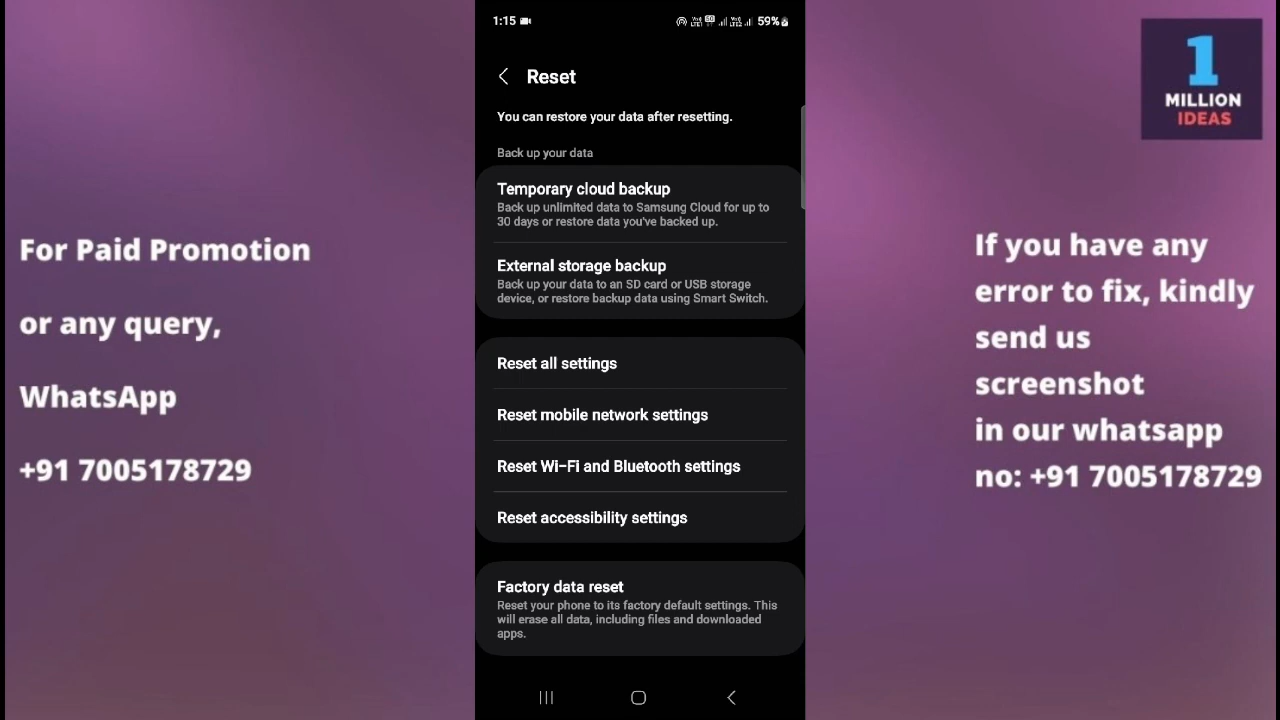 For Paid Promotion
or any query,
WhatsApp
+91 7005178729
1:15
59%
Reset
You can restore your data after resetting.
Back up your data
Temporary cloud backup
Back up unlimited data to Samsung Cloud for up to
30 days or restore data you've backed up.
External storage backup
Back up your data to an SD card or USB storage
device, or restore backup data using Smart Switch.
Reset all settings
Reset mobile network settings
Reset Wi-Fi and Bluetooth settings
Reset accessibility settings
Factory data reset
Reset your phone to its factory default settings. This
will erase all data, including files and downloaded
apps.
1
MILLION
IDEAS
If you have any
error to fix, kindly
send us
screenshot
in our whatsapp
no: +91 7005178729